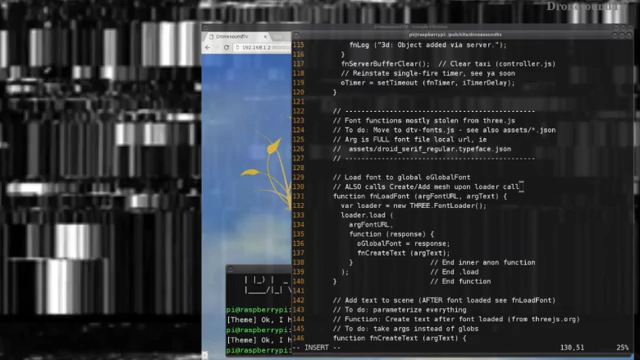 Dronesound
pi@raspberrypi: /pub/sites/dronesoundtv
DronesoundTv
192.168.1.2
115 fnLog ("3d: Object added via server.");
116 }
117 fnServerBufferClear(); // Clear taxi (controller.js)
118 // Reinstate single-fire timer, see ya soon
119 oTimer = setTimeout (fnTimer, iTimerDelay);
120 }
121
122 // -----------------------------------------------
123 // Font functions mostly stolen from three.js
124 // To do: Move to dtv-fonts.js - see also assets/*.json
125 // Arg is FULL font file local url, ie
126 // assets/droid_serif_regular.typeface.json
127 // -----------------------------------------------
128
129 // Load font to global oGlobalFont
130 // ALSO calls Create/Add mesh upon loader call
131 function fnLoadFont (argFontURL, argText) {
132 var loader = new THREE.FontLoader();
133 loader.load (
134 argFontURL,
135 function (response) {
136 oGlobalFont = response;
137 fnCreateText (argText);
138 } // End inner anon function
139 ); // End .load
140 } // End function
141
142 // Add text to scene (AFTER font loaded see fnLoadFont)
143 // To do: parameterize everything
144 // Function: Create text after font loaded (from threejs.org)
145 // To do: take args instead of globs
146 function fnCreateText (argText) {
-- INSERT -- 130,51 25%
pi@raspberrypi:
[Theme] Ok, I h
pi@raspberrypi:
[Theme] Ok, I h
pi@raspberrypi: